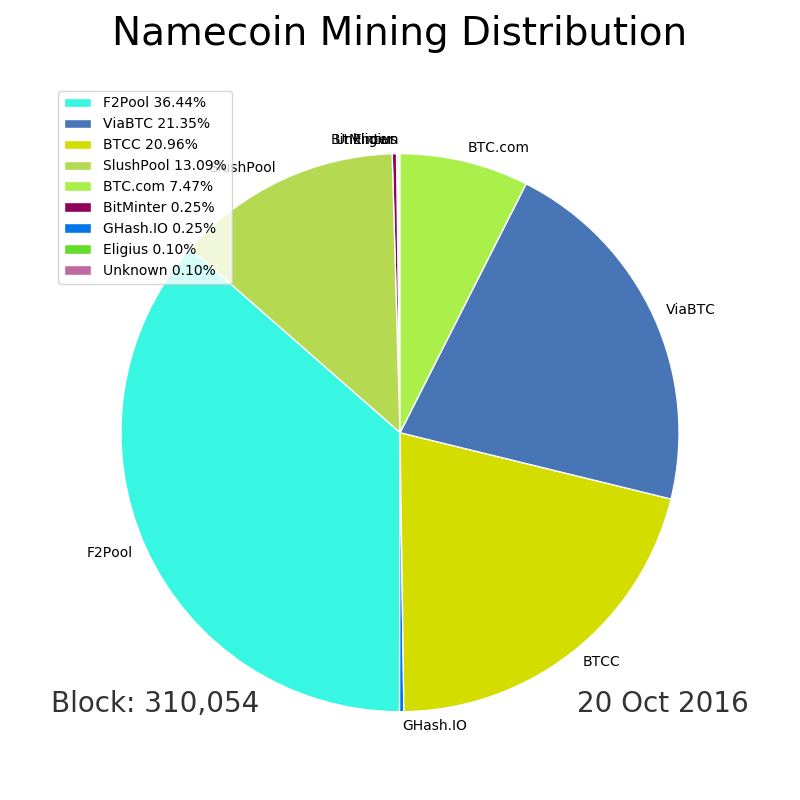 Namecoin Mining Distribution
F2Pool 36.44%
ViaBTC 21.35%
BTCC 20.96%
SlushPool 13.09%
BTC.com 7.47%
BitMinter 0.25%
GHash.IO 0.25%
Eligius 0.10%
Unknown 0.10%
BTC.com
SlushPool
ViaBTC
F2Pool
BTCC
Block: 310,054
20 Oct 2016
GHash.IO